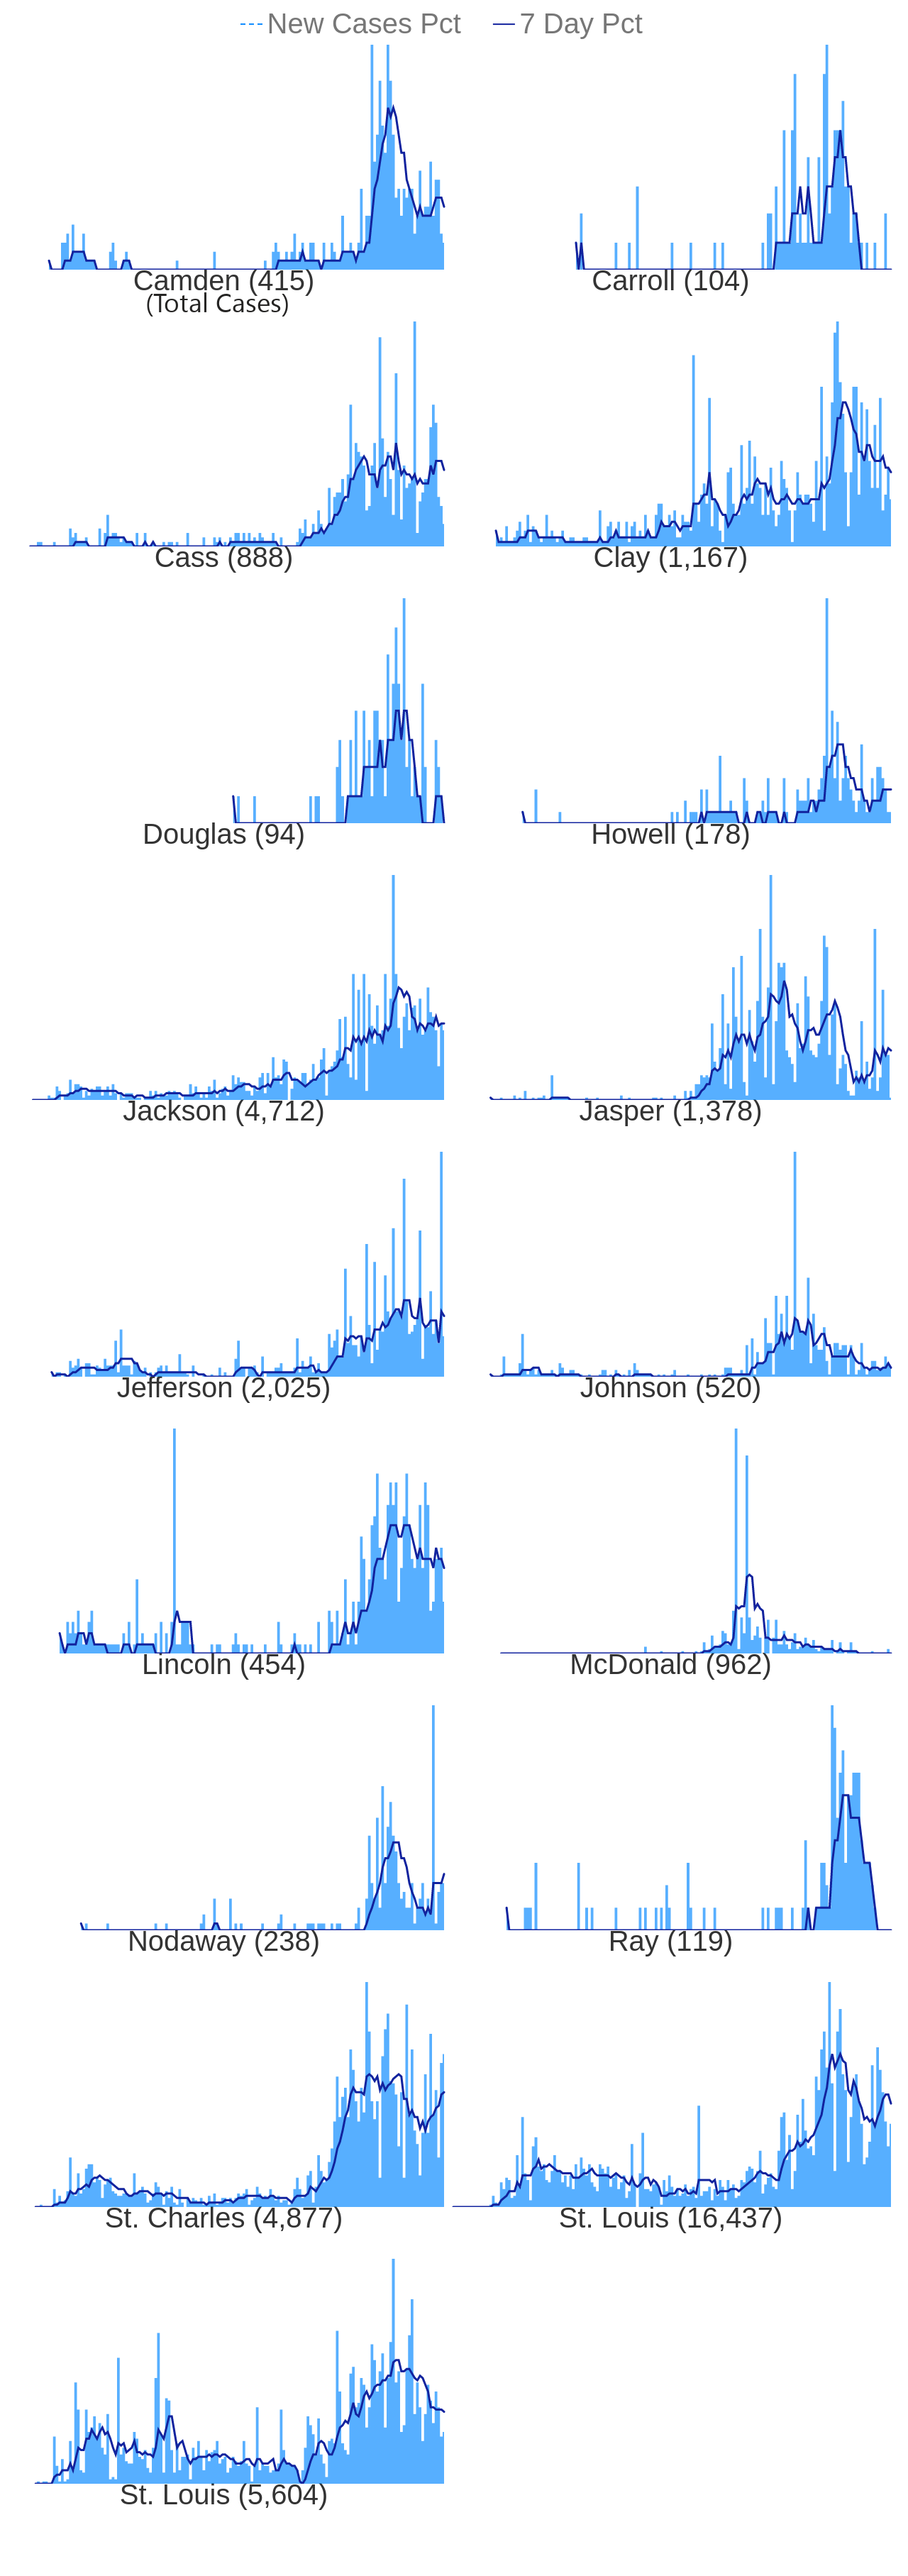 New Cases Pct 7 Day Pct
Camden (415) Carroll (104)
(Total Cases)
Cass (888) Clay (1,167)
Douglas (94) Howell (178)
Jackson (4,712) Jasper (1,378)
Jefferson (2,025) Johnson (520)
Lincoln (454) McDonald (962)
Nodaway (238) Ray (119)
St. Charles (4,877) St. Louis (16,437)
St. Louis (5,604)